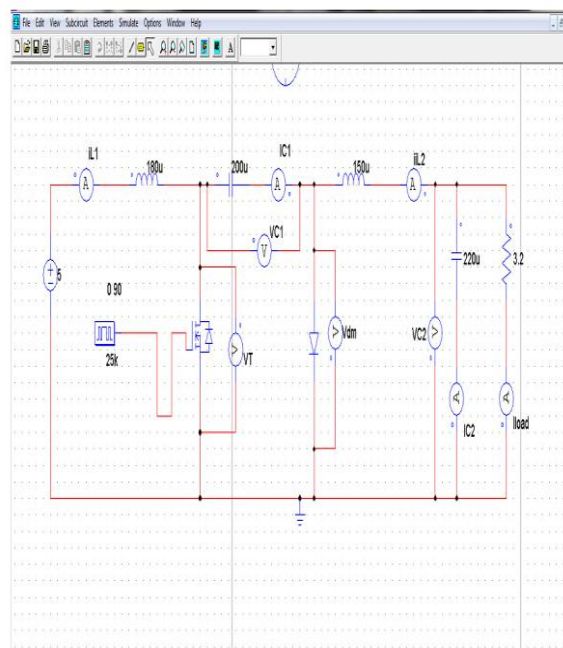 File Edit View Subcircuit Elements Simulate Options Window Help
A
iL1 180u 200u IC1 150u iiL2
A A A
VC1
V
5 0 90 220u 3.2
25k V VT V Vdm VC2 V
A A
IC2 Iload